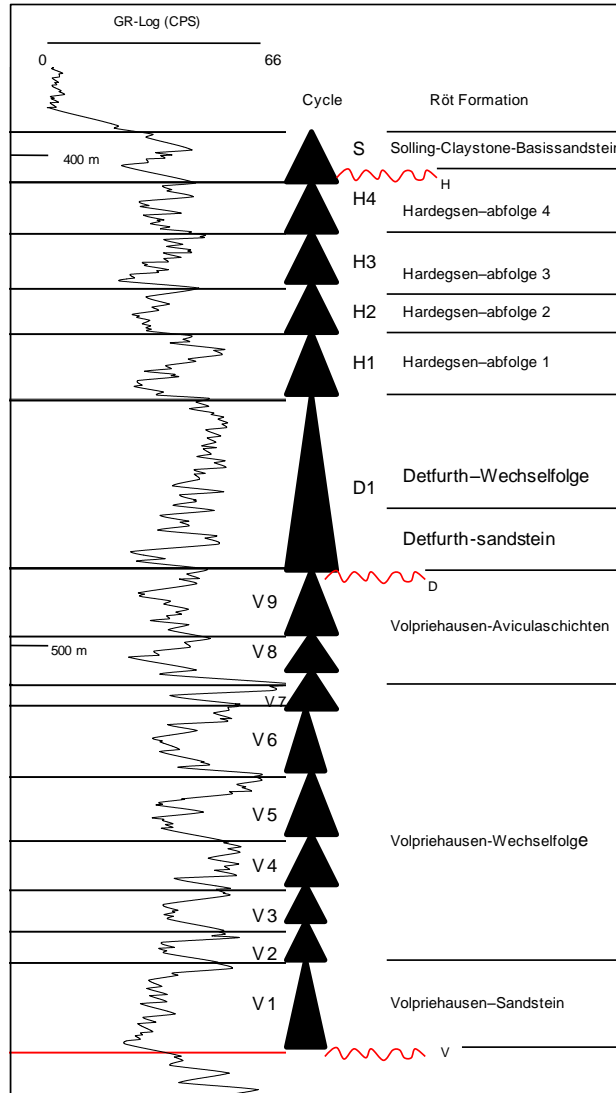 GR-Log (CPS)
0 66
Cycle Röt Formation
S Solling-Claystone-Basissandstein
400 m
H
H4 Hardegsen–abfolge 4
H3 Hardegsen–abfolge 3
H2 Hardegsen–abfolge 2
H1 Hardegsen–abfolge 1
Detfurth–Wechselfolge
D1
Detfurth-sandstein
D
V9
Volpriehausen-Aviculaschichten
500 m V8
V7
V6
V5
Volpriehausen-Wechselfolge
V4
V3
V2
V1 Volpriehausen–Sandstein
V